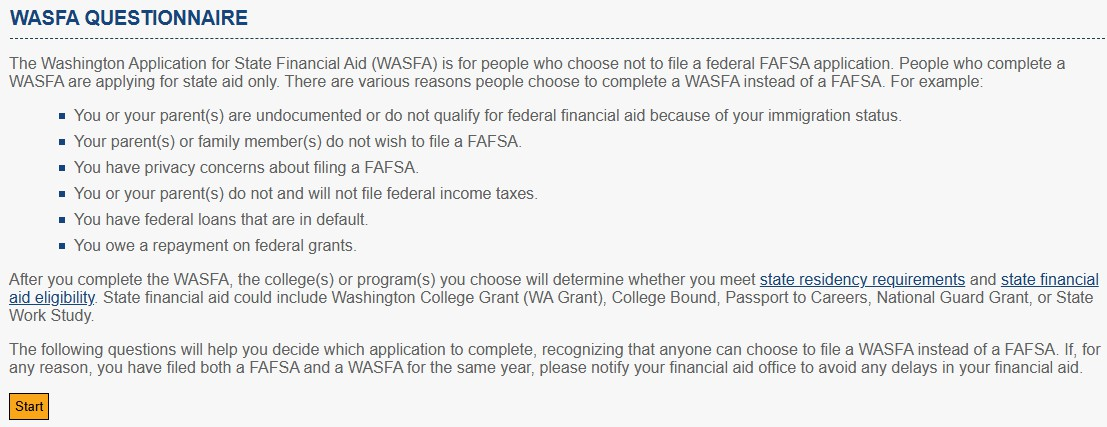 WASFA QUESTIONNAIRE
The Washington Application for State Financial Aid (WASFA) is for people who choose not to file a federal FAFSA application. People who complete a
WASFA are applying for state aid only. There are various reasons people choose to complete a WASFA instead of a FAFSA. For example:
You or your parent(s) are undocumented or do not qualify for federal financial aid because of your immigration status.
Your parent(s) or family member(s) do not wish to file a FAFSA.
You have privacy concerns about filing a FAFSA.
You or your parent(s) do not and will not file federal income taxes.
You have federal loans that are in default.
You owe a repayment on federal grants.
After you complete the WASFA, the college(s) or program(s) you choose will determine whether you meet state residency requirements and state financial
aid eligibility. State financial aid could include Washington College Grant (WA Grant), College Bound, Passport to Careers, National Guard Grant, or State
Work Study.
The following questions will help you decide which application to complete, recognizing that anyone can choose to file a WASFA instead of a FAFSA. If, for
any reason, you have filed both a FAFSA and a WASFA for the same year, please notify your financial aid office to avoid any delays in your financial aid.
Start